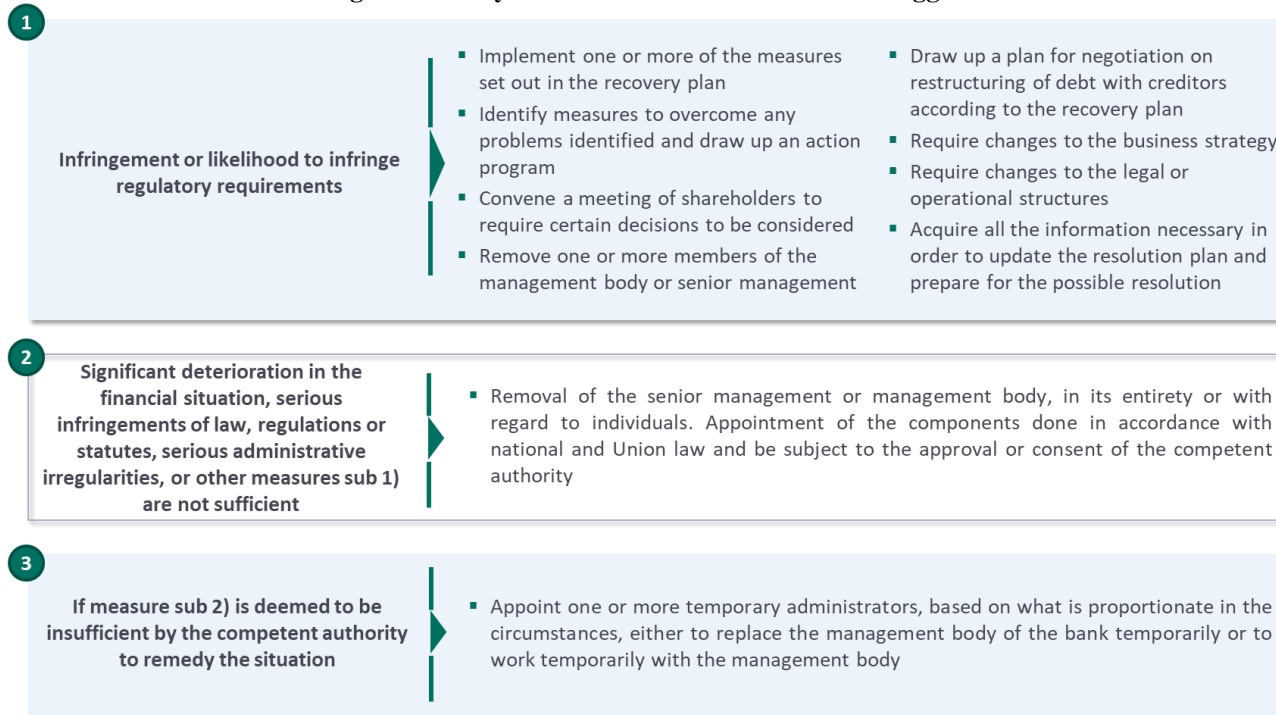 1
Infringement or likelihood to infringe
regulatory requirements
▪ Implement one or more of the measures
set out in the recovery plan
▪ Identify measures to overcome any
problems identified and draw up an action
program
▪ Convene a meeting of shareholders to
require certain decisions to be considered
▪ Remove one or more members of the
management body or senior management
▪ Draw up a plan for negotiation on
restructuring of debt with creditors
according to the recovery plan
▪ Require changes to the business strategy
▪ Require changes to the legal or
operational structures
▪ Acquire all the information necessary in
order to update the resolution plan and
prepare for the possible resolution
2
Significant deterioration in the
financial situation, serious
infringements of law, regulations or
statutes, serious administrative
irregularities, or other measures sub 1)
are not sufficient
▪ Removal of the senior management or management body, in its entirety or with
regard to individuals. Appointment of the components done in accordance with
national and Union law and be subject to the approval or consent of the competent
authority
3
If measure sub 2) is deemed to be
insufficient by the competent authority
to remedy the situation
▪ Appoint one or more temporary administrators, based on what is proportionate in the
circumstances, either to replace the management body of the bank temporarily or to
work temporarily with the management body